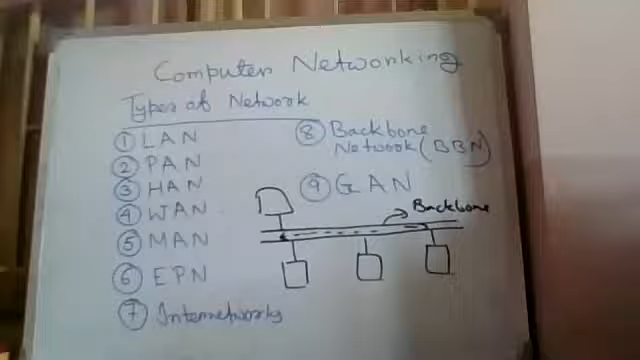 Computer Networking
Types of Network
① LAN
② PAN
③ HAN
④ WAN
⑤ MAN
⑥ EPN
⑦ Internetworks
⑧ Backbone
Network (BBN)
⑨ GAN
Backbone